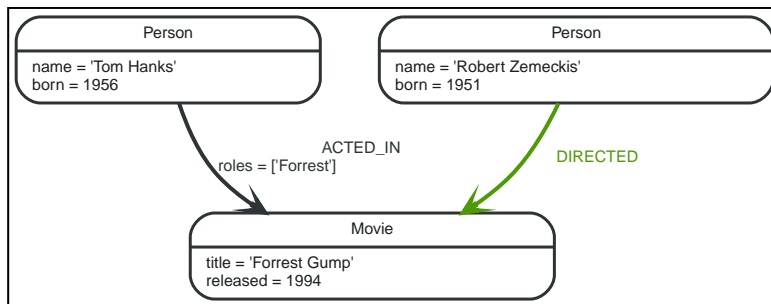 Person
name = 'Tom Hanks'
born = 1956
Person
name = 'Robert Zemeckis'
born = 1951
ACTED_IN
roles = ['Forrest']
DIRECTED
Movie
title = 'Forrest Gump'
released = 1994